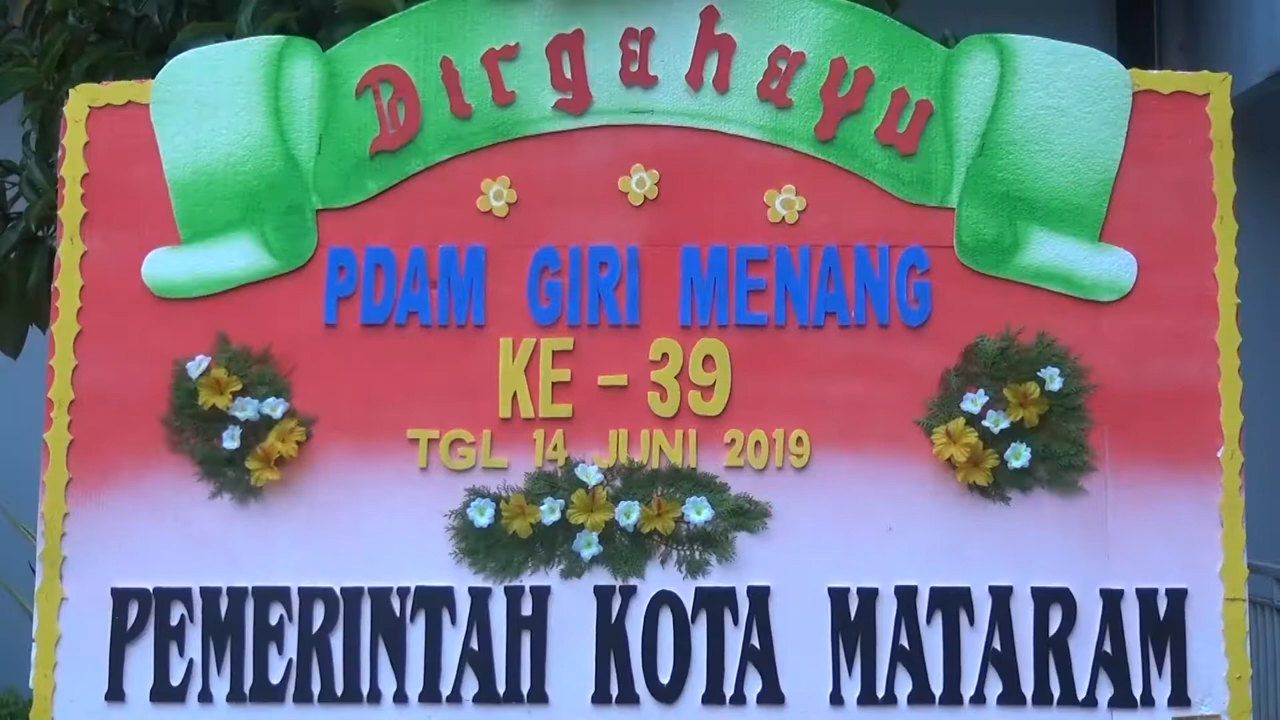 Dirgahayu
PDAM GIRI MENANG
KE - 39
TGL 14 JUNI 2019
PEMERINTAH KOTA MATARAM